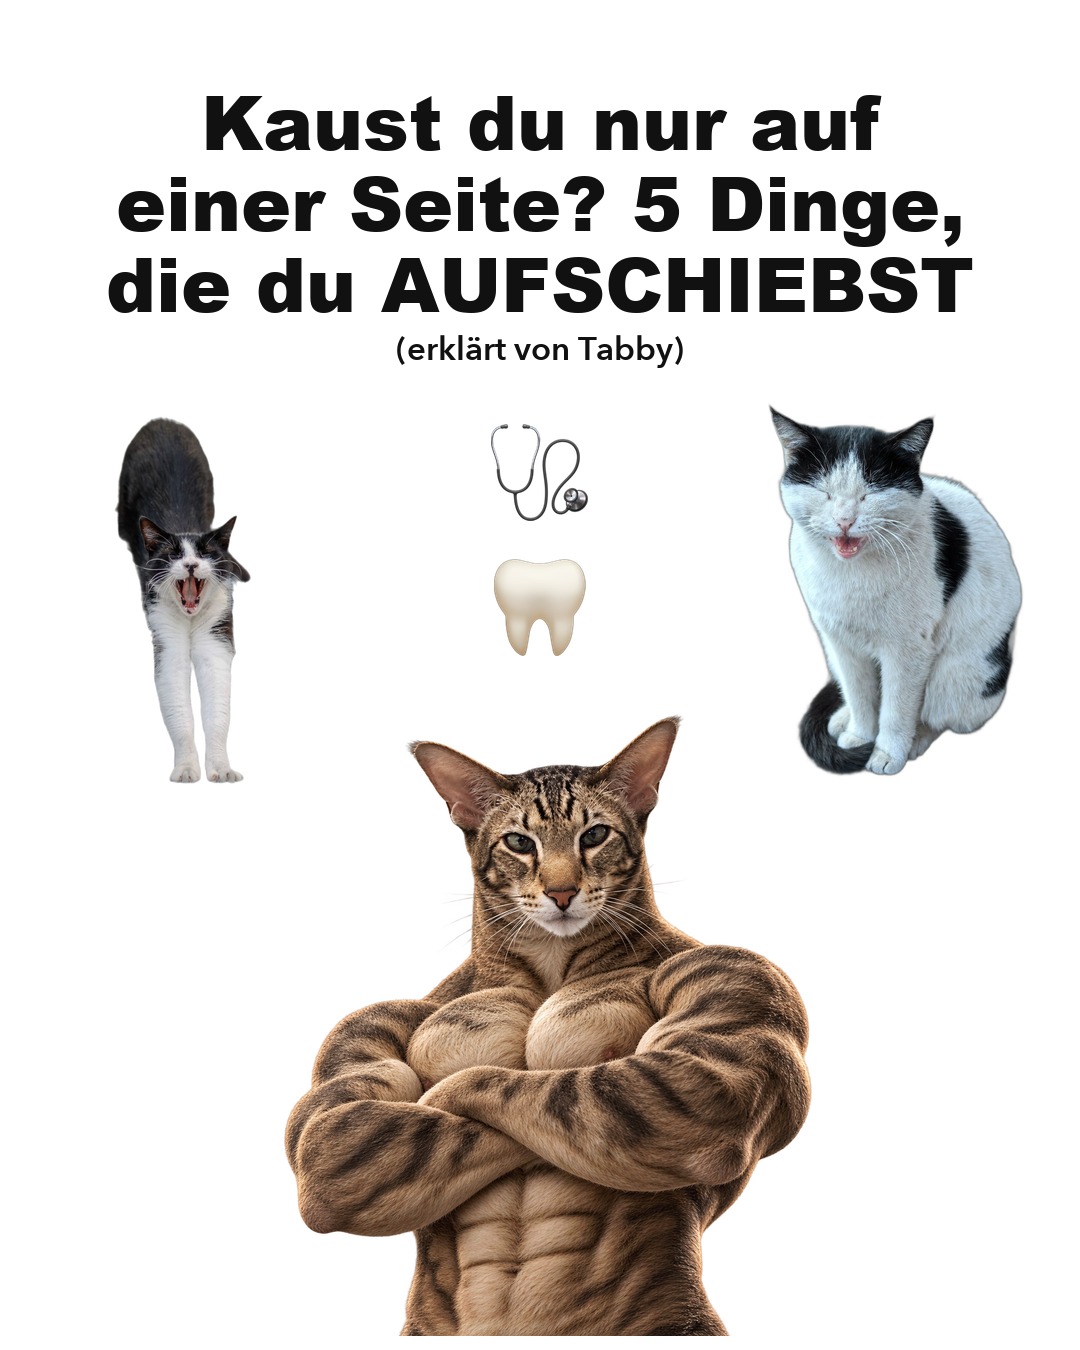 Kaust du nur auf
einer Seite? 5 Dinge,
die du AUFSCHIEBST
(erklärt von Tabby)